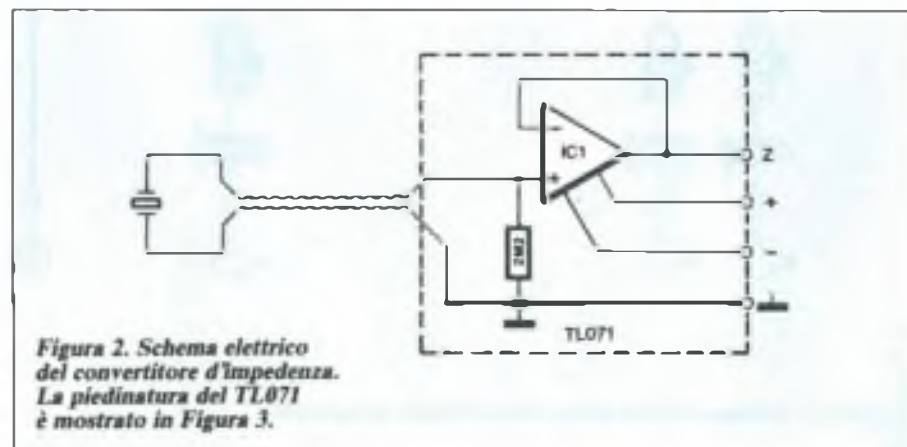 IC1
-
+
Z
+
-
2M2
TL071
Figura 2. Schema elettrico
del convertitore d'impedenza.
La piedinatura del TL071
è mostrato in Figura 3.